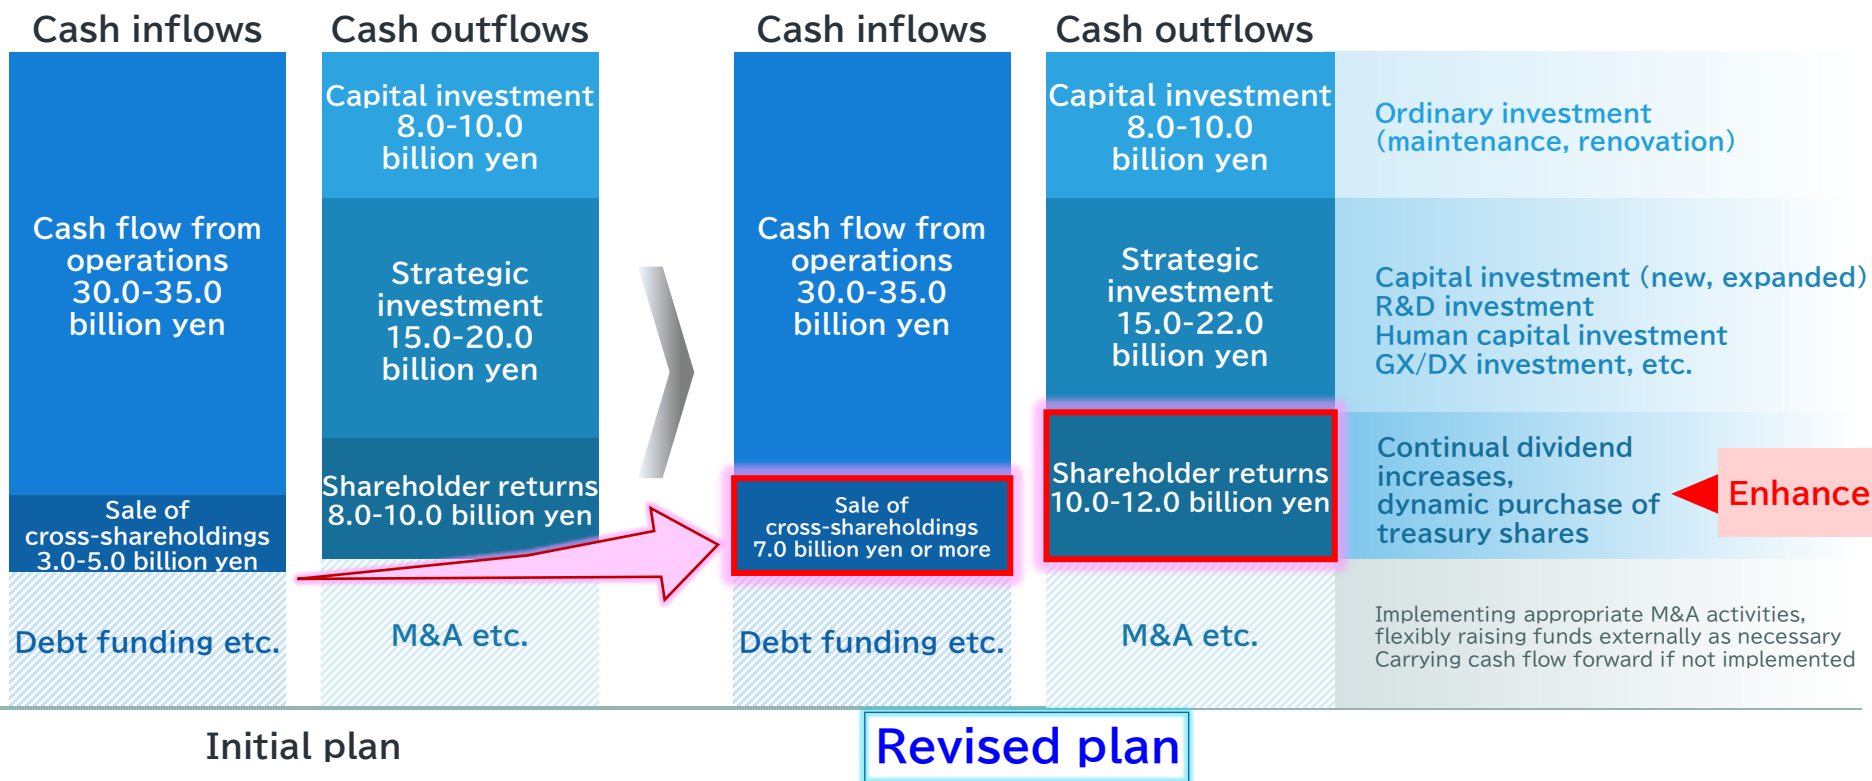 Cash inflows
Cash outflows
Cash flow from
operations
30.0-35.0
billion yen
Sale of
cross-shareholdings
3.0-5.0 billion yen
Debt funding etc.
Capital investment
8.0-10.0
billion yen
Strategic
investment
15.0-20.0
billion yen
Shareholder returns
8.0-10.0 billion yen
M&A etc.
Initial plan
Cash inflows
Cash outflows
Cash flow from
operations
30.0-35.0
billion yen
Sale of
cross-shareholdings
7.0 billion yen or more
Debt funding etc.
Capital investment
8.0-10.0
billion yen
Strategic
investment
15.0-22.0
billion yen
Shareholder returns
10.0-12.0 billion yen
M&A etc.
Ordinary investment
(maintenance, renovation)
Capital investment (new, expanded)
R&D investment
Human capital investment
GX/DX investment, etc.
Continual dividend
increases,
dynamic purchase of
treasury shares
Enhance
Implementing appropriate M&A activities,
flexibly raising funds externally as necessary
Carrying cash flow forward if not implemented
Revised plan